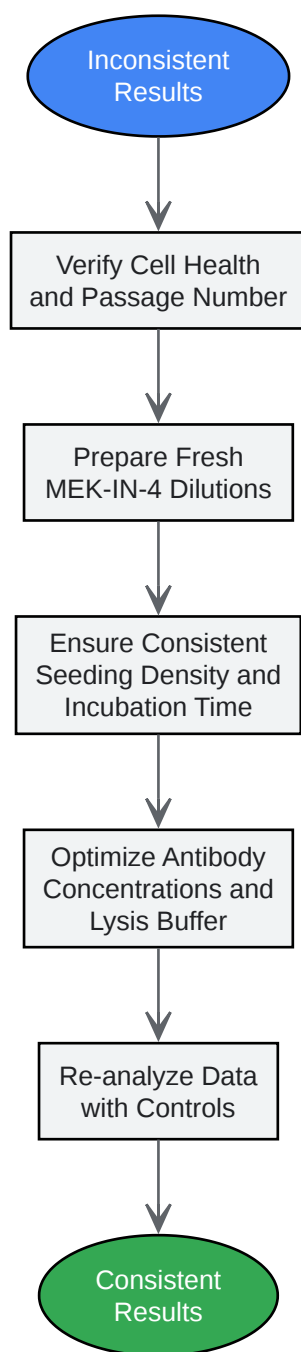 Inconsistent
Results
Verify Cell Health
and Passage Number
Prepare Fresh
MEK-IN-4 Dilutions
Ensure Consistent
Seeding Density and
Incubation Time
Optimize Antibody
Concentrations and
Lysis Buffer
Re-analyze Data
with Controls
Consistent
Results